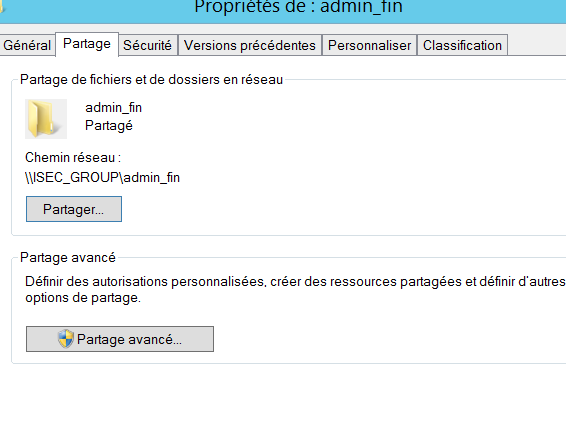 Propriétés de : admin_fin
Général Partage Sécurité Versions précédentes Personnaliser Classification
Partage de fichiers et de dossiers en réseau
admin_fin
Partagé
Chemin réseau :
\\ISEC_GROUP\admin_fin
Partager...
Partage avancé
Définir des autorisations personnalisées, créer des ressources partagées et définir d'autres
options de partage.
Partage avancé...